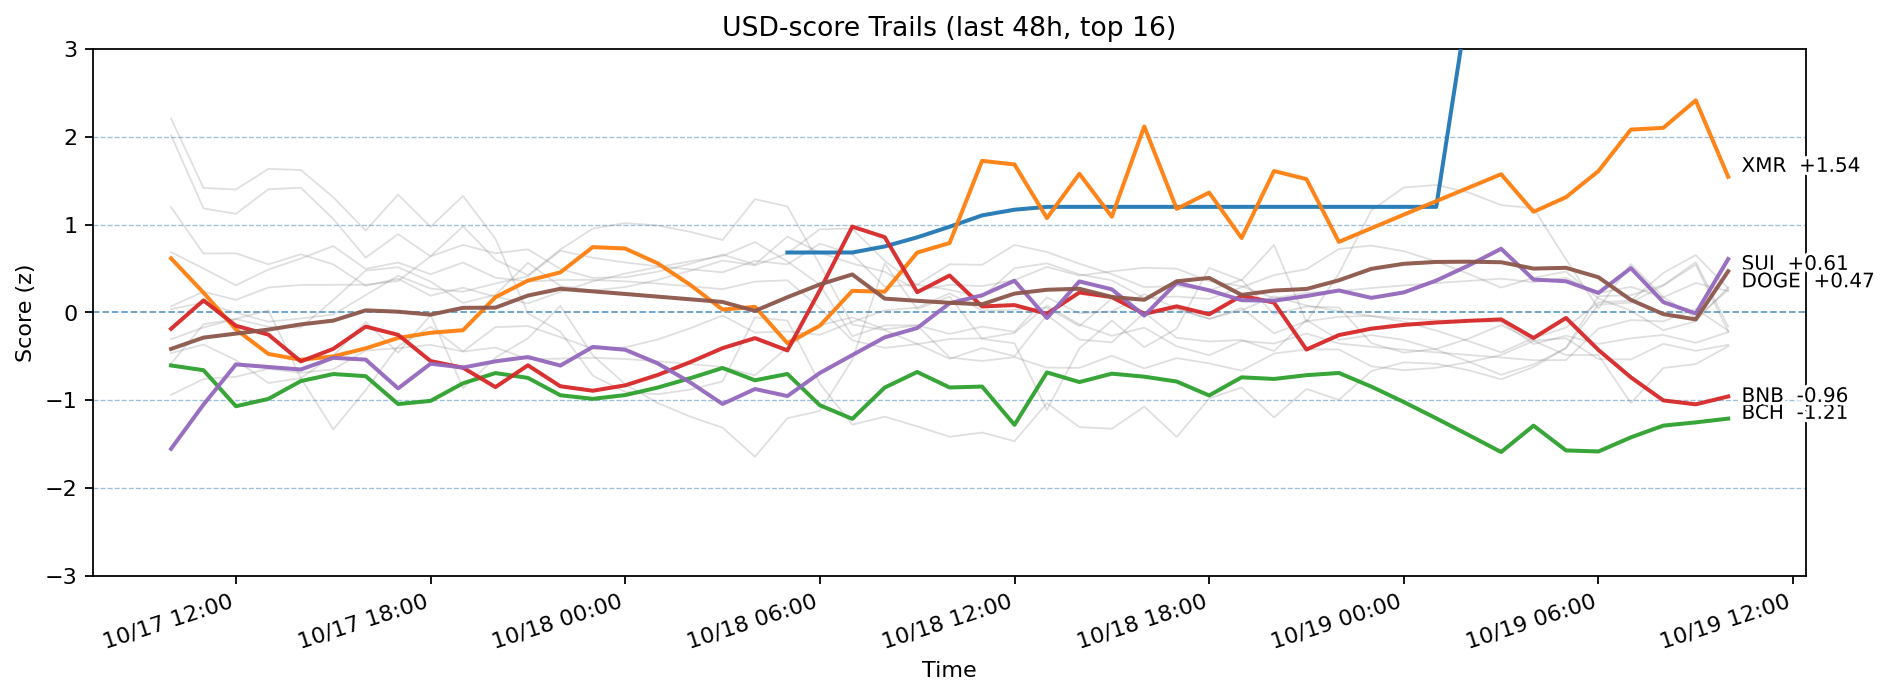 USD-score Trails (last 48h, top 16)
Score (z)
3
2
1
0
−1
−2
−3
XMR +1.54
SUI +0.61
DOGE +0.47
BNB -0.96
BCH -1.21
10/17 12:00
10/17 18:00
10/18 00:00
10/18 06:00
10/18 12:00
10/18 18:00
10/19 00:00
10/19 06:00
10/19 12:00
Time